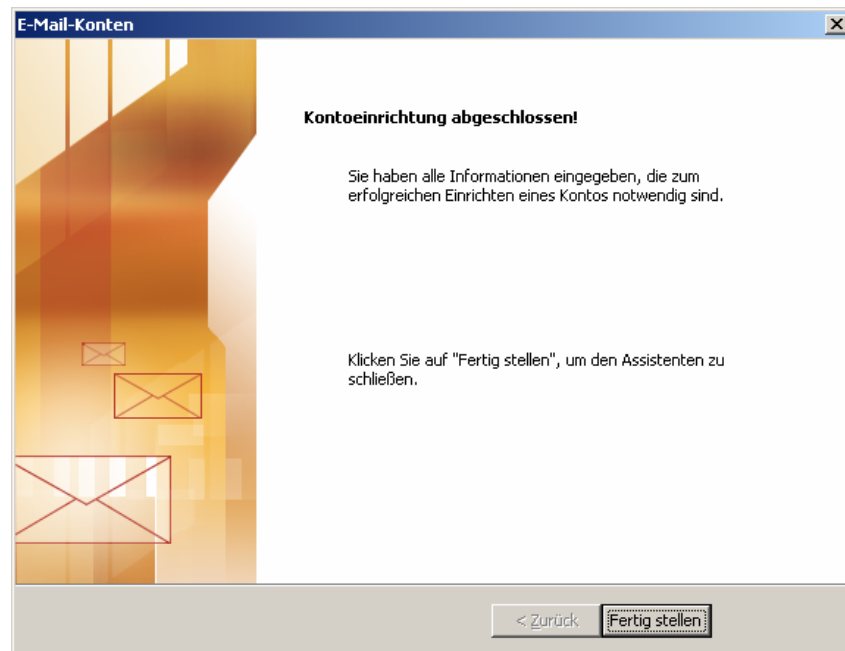 E-Mail-Konten
Kontoeinrichtung abgeschlossen!
Sie haben alle Informationen eingegeben, die zum
erfolgreichen Einrichten eines Kontos notwendig sind.
Klicken Sie auf "Fertig stellen", um den Assistenten zu
schließen.
< Zurück Fertig stellen